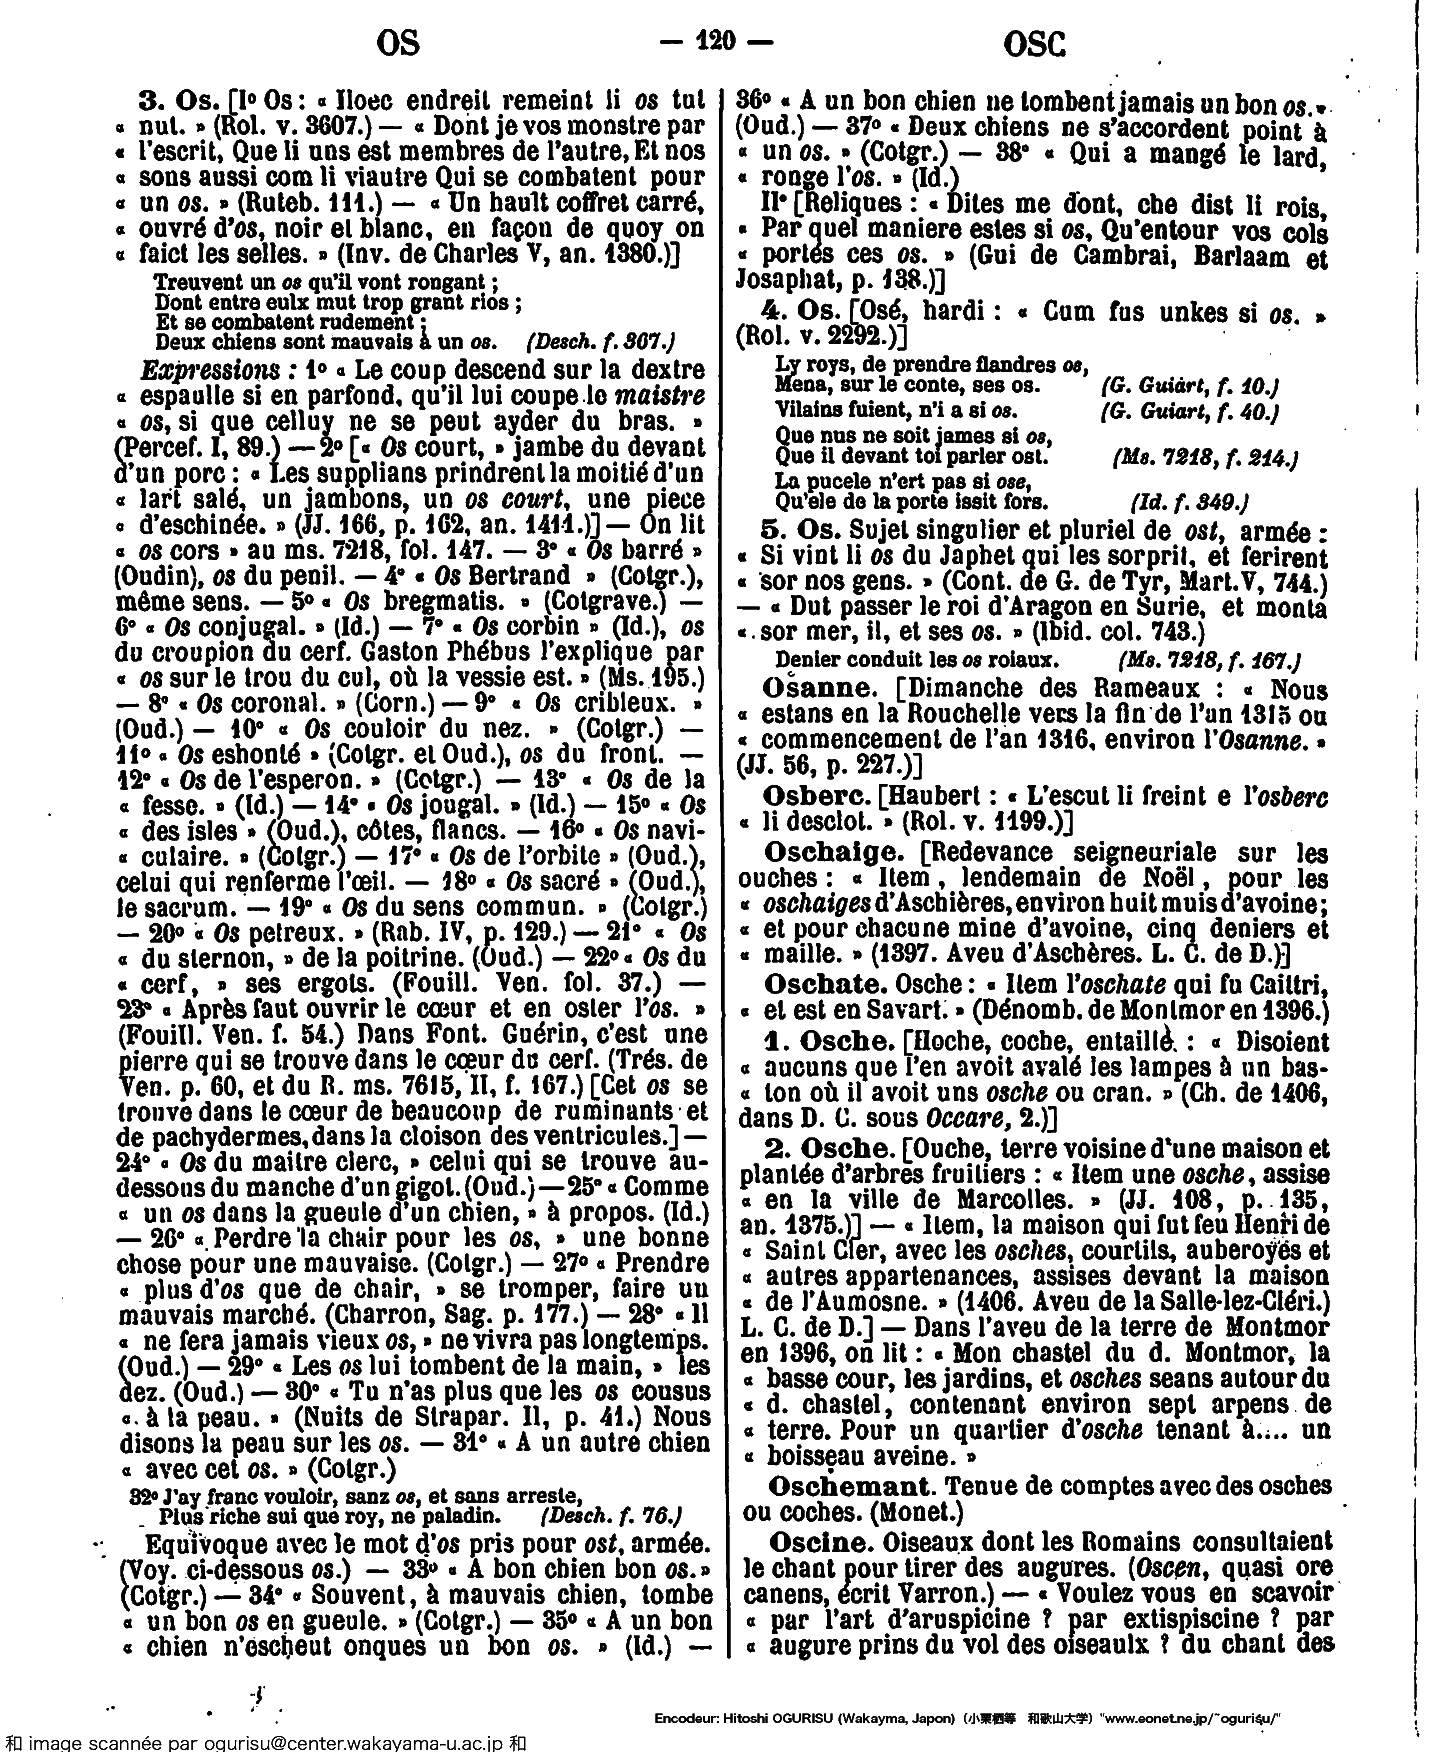 OS
— 120 —
OSC
3. Os. [I° Os : « Iloec endreit remeint li os tut
« nut. » (Rol. v. 3607.) — « Dont je vos monstre par
« l'escrit, Que li uns est membres de l'autre, Et nos
« sons aussi com li viautre Qui se combatent pour
« un os. » (Ruteb. 111.) — « Un hault coffret carré,
« ouvré d'os, noir et blanc, en façon de quoy on
« faict les selles. » (Inv. de Charles V, an. 1380.)]
Treuvent un os qu'il vont rongant ;
Dont entre eulx mut trop grant rios ;
Et se combatent rudement ;
Deux chiens sont mauvais à un os. (Desch. f. 307.)
Expressions : 1° « Le coup descend sur la dextre
« espaulle si en parfond, qu'il lui coupe le maistre
« os, si que celluy ne se peut ayder du bras. »
(Percef. I, 89.) — 2° [« Os court, » jambe du devant
d'un porc : « Les supplians prindrent la moitié d'un
« lart salé, un jambons, un os court, une piece
« d'eschinée. » (JJ. 166, p. 162, an. 1411.)] — On lit
« os cors » au ms. 7218, fol. 147. — 3° « Os barré »
(Oudin), os du penil. — 4° « Os Bertrand » (Cotgr.),
même sens. — 5° « Os bregmatis. » (Cotgrave.) —
6° « Os conjugal. » (Id.) — 7° « Os corbin » (Id.), os
du croupion du cerf. Gaston Phébus l'explique par
« os sur le trou du cul, où la vessie est. » (Ms. 195.)
— 8° « Os coronal. » (Corn.) — 9° « Os cribleux. »
(Oud.) — 10° « Os couloir du nez. » (Cotgr.) —
11° « Os eshonté » (Cotgr. et Oud.), os du front. —
12° « Os de l'esperon. » (Cotgr.) — 13° « Os de la
« fesse. » (Id.) — 14° « Os jougal. » (Id.) — 15° « Os
« des isles » (Oud.), côtes, flancs. — 16° « Os navi-
« culaire. » (Cotgr.) — 17° « Os de l'orbite » (Oud.),
celui qui renferme l'œil. — 18° « Os sacré » (Oud.),
le sacrum. — 19° « Os du sens commun. » (Cotgr.)
— 20° « Os petreux. » (Rab. IV, p. 129.) — 21° « Os
« du sternon, » de la poitrine. (Oud.) — 22° « Os du
« cerf, » ses ergots. (Fouill. Ven. fol. 37.) —
23° « Après faut ouvrir le cœur et en oster l'os. »
(Fouill. Ven. f. 54.) Dans Font. Guérin, c'est une
pierre qui se trouve dans le cœur du cerf. (Trés. de
Ven. p. 60, et du R. ms. 7615, II, f. 167.) [Cet os se
trouve dans le cœur de beaucoup de ruminants et
de pachydermes, dans la cloison des ventricules.] —
24° « Os du maitre clerc, » celui qui se trouve au-
dessous du manche d'un gigot. (Oud.) — 25° « Comme
« un os dans la gueule d'un chien, » à propos. (Id.)
— 26° « Perdre la chair pour les os, » une bonne
chose pour une mauvaise. (Cotgr.) — 27° « Prendre
« plus d'os que de chair, » se tromper, faire un
mauvais marché. (Charron, Sag. p. 177.) — 28° « Il
« ne fera jamais vieux os, » ne vivra pas longtemps.
(Oud.) — 29° « Les os lui tombent de la main, » les
dez. (Oud.) — 30° « Tu n'as plus que les os cousus
« à la peau. » (Nuits de Strapar. II, p. 41.) Nous
disons la peau sur les os. — 31° « A un autre chien
« avec cet os. » (Cotgr.)
32° J'ay franc vouloir, sanz os, et sans arreste,
Plus riche sui que roy, ne paladin. (Desch. f. 76.)
Equivoque avec le mot d'os pris pour ost, armée.
(Voy. ci-dessous os.) — 33° « A bon chien bon os. »
(Cotgr.) — 34° « Souvent, à mauvais chien, tombe
« un bon os en gueule. » (Cotgr.) — 35° « A un bon
« chien n'escheut onques un bon os. » (Id.) —
36° « A un bon chien ne tombent jamais un bon os. »
(Oud.) — 37° « Deux chiens ne s'accordent point à
« un os. » (Cotgr.) — 38° « Qui a mangé le lard,
« ronge l'os. » (Id.)
II° [Reliques : « Dites me dont, che dist li rois,
« Par quel maniere estes si os, Qu'entour vos cols
« portés ces os. » (Gui de Cambrai, Barlaam et
Josaphat, p. 138.)]
4. Os. [Osé, hardi : « Cum fus unkes si os. »
(Rol. v. 2292.)]
Ly roys, de prendre flandres os,
Mena, sur le conte, ses os. (G. Guiart, f. 10.)
Vilains fuient, n'i a si os. (G. Guiart, f. 40.)
Que nus ne soit james si os,
Que il devant toi parler ost. (Ms. 7218, f. 214.)
La pucele n'ert pas si ose,
Qu'ele de la porte issit fors. (Id. f. 349.)
5. Os. Sujet singulier et pluriel de ost, armée :
« Si vint li os du Japhet qui les sorprit, et ferirent
« sor nos gens. » (Cont. de G. de Tyr, Mart. V, 744.)
— « Dut passer le roi d'Aragon en Surie, et monta
« sor mer, il, et ses os. » (Ibid. col. 743.)
Denier conduit les os roiaux. (Ms. 7218, f. 167.)
Osanne. [Dimanche des Rameaux : « Nous
« estans en la Rouchelle vers la fin de l'an 1315 ou
« commencement de l'an 1316, environ l'Osanne. »
(JJ. 56, p. 227.)]
Osberc. [Haubert : « L'escut li freint e l'osberc
« li desclot. » (Rol. v. 1199.)]
Oschaige. [Redevance seigneuriale sur les
ouches : « Item, lendemain de Noël, pour les
« oschaiges d'Aschières, environ huit muis d'avoine;
« et pour chacune mine d'avoine, cinq deniers et
« maille. » (1397. Aveu d'Aschères. L. C. de D.)]
Oschate. Osche : « Item l'oschate qui fu Cailtri,
« et est en Savart. » (Dénomb. de Montmor en 1396.)
1. Osche. [Hoche, coche, entaille : « Disoient
« aucuns que l'en avoit avalé les lampes à un bas-
« ton où il avoit uns osche ou cran. » (Ch. de 1406,
dans D. C. sous Occare, 2.)]
2. Osche. [Ouche, terre voisine d'une maison et
plantée d'arbres fruitiers : « Item une osche, assise
« en la ville de Marcolles. » (JJ. 108, p. 135,
an. 1375.)] — « Item, la maison qui fut feu Henri de
« Saint Cler, avec les osches, courtils, auberoyés et
« autres appartenances, assises devant la maison
« de l'Aumosne. » (1406. Aveu de la Salle-lez-Cléri.)
L. C. de D.] — Dans l'aveu de la terre de Montmor
en 1396, on lit : « Mon chastel du d. Montmor, la
« basse cour, les jardins, et osches seans autour du
« d. chastel, contenant environ sept arpens de
« terre. Pour un quartier d'osche tenant à.... un
« boisseau aveine. »
Oschemant. Tenue de comptes avec des osches
ou coches. (Monet.)
Oscine. Oiseaux dont les Romains consultaient
le chant pour tirer des augures. (Oscen, quasi ore
canens, écrit Varron.) — « Voulez vous en scavoir
« par l'art d'aruspicine ? par extispiscine ? par
« augure prins du vol des oiseaulx ? du chant des
Encodeur: Hitoshi OGURISU (Wakayma, Japon) (小栗栖等 和歌山大学) "www.eonet.ne.jp/~ogurisu/"
和 image scannée par ogurisu@center.wakayama-u.ac.jp 和